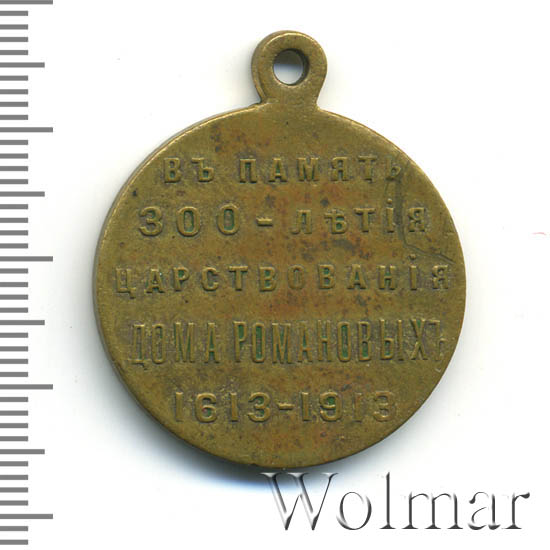 ВЪ ПАМЯТЬ
300-ЛѢТІЯ
ЦАРСТВОВАНІЯ
ДОМА РОМАНОВЫХЪ
1613-1913
Wolmar